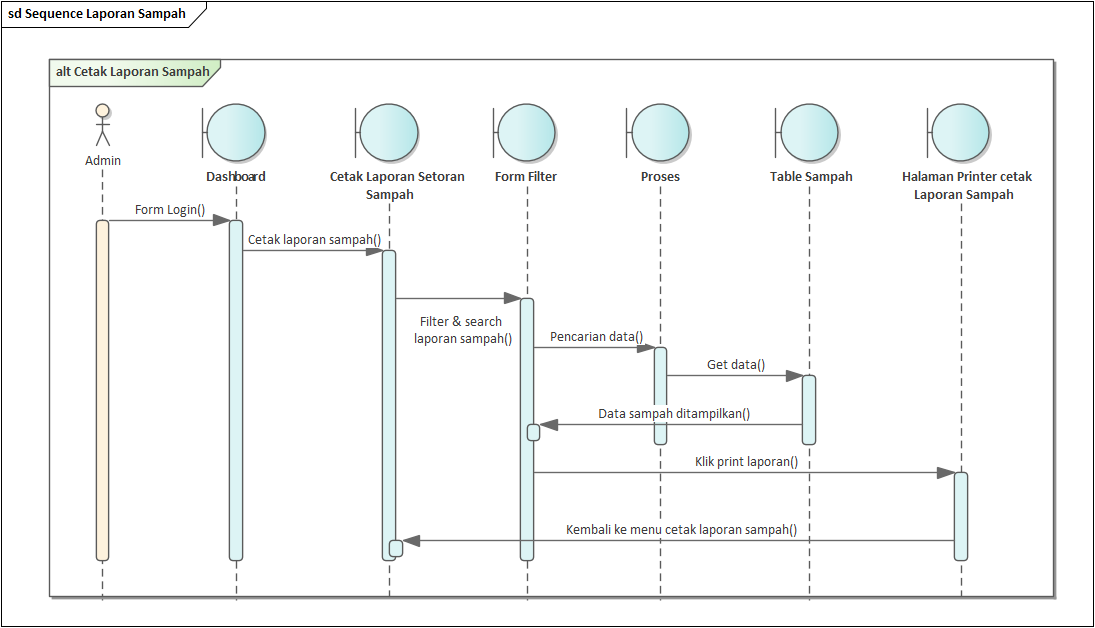 sd Sequence Laporan Sampah
alt Cetak Laporan Sampah
Admin
Dashboard
Cetak Laporan Setoran
Sampah
Form Filter
Proses
Table Sampah
Halaman Printer cetak
Laporan Sampah
Form Login()
Cetak laporan sampah()
Filter & search
laporan sampah()
Pencarian data()
Get data()
Data sampah ditampilkan()
Klik print laporan()
Kembali ke menu cetak laporan sampah()